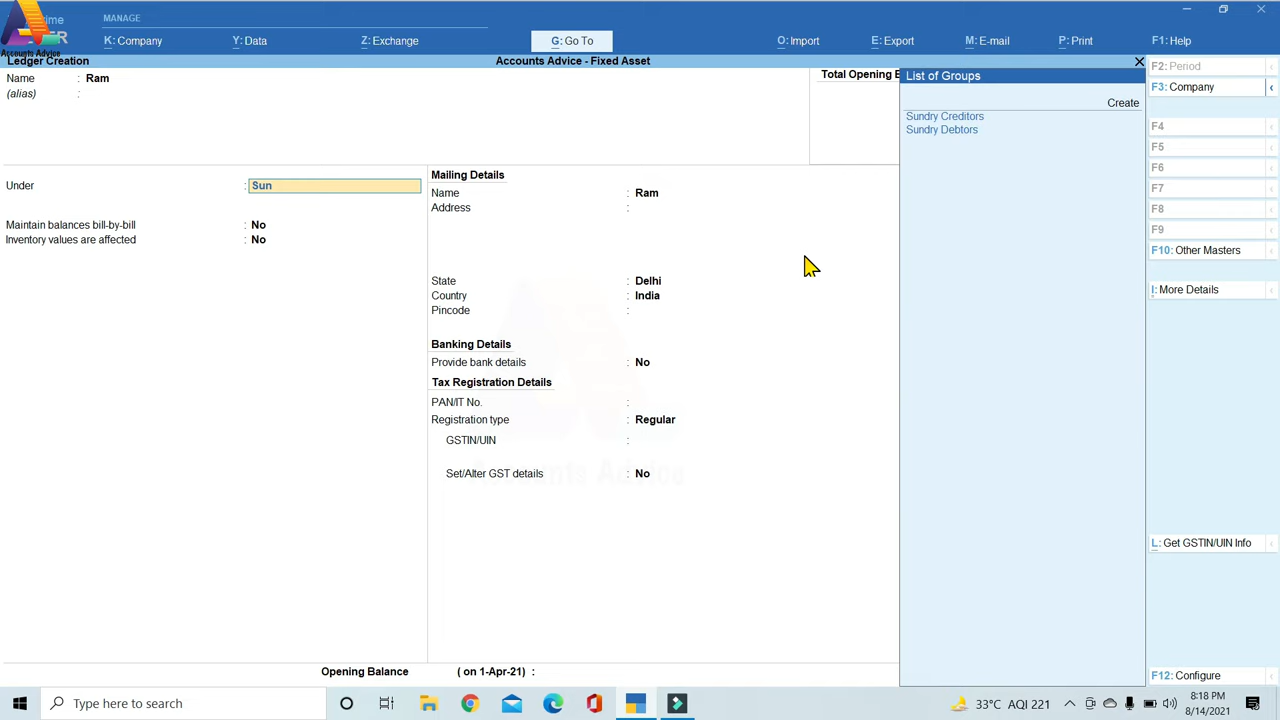 MANAGE
K: Company
Y: Data
Z: Exchange
G: Go To
O: Import
E: Export
M: E-mail
P: Print
F1: Help
Accounts Advice
Ledger Creation
Accounts Advice - Fixed Asset
Name : Ram
(alias) :
Total Opening
List of Groups
Create
Sundry Creditors
Sundry Debtors
F2: Period
F3: Company
F4
F5
F6
F7
F8
F9
F10: Other Masters
I: More Details
L: Get GSTIN/UIN Info
F12: Configure
Under : Sun
Maintain balances bill-by-bill : No
Inventory values are affected : No
Mailing Details
Name : Ram
Address :
State : Delhi
Country : India
Pincode :
Banking Details
Provide bank details : No
Tax Registration Details
PAN/IT No. :
Registration type : Regular
GSTIN/UIN :
Set/Alter GST details : No
Accounts Advice
Opening Balance ( on 1-Apr-21) :
Type here to search
33°C AQI 221
8:18 PM
8/14/2021